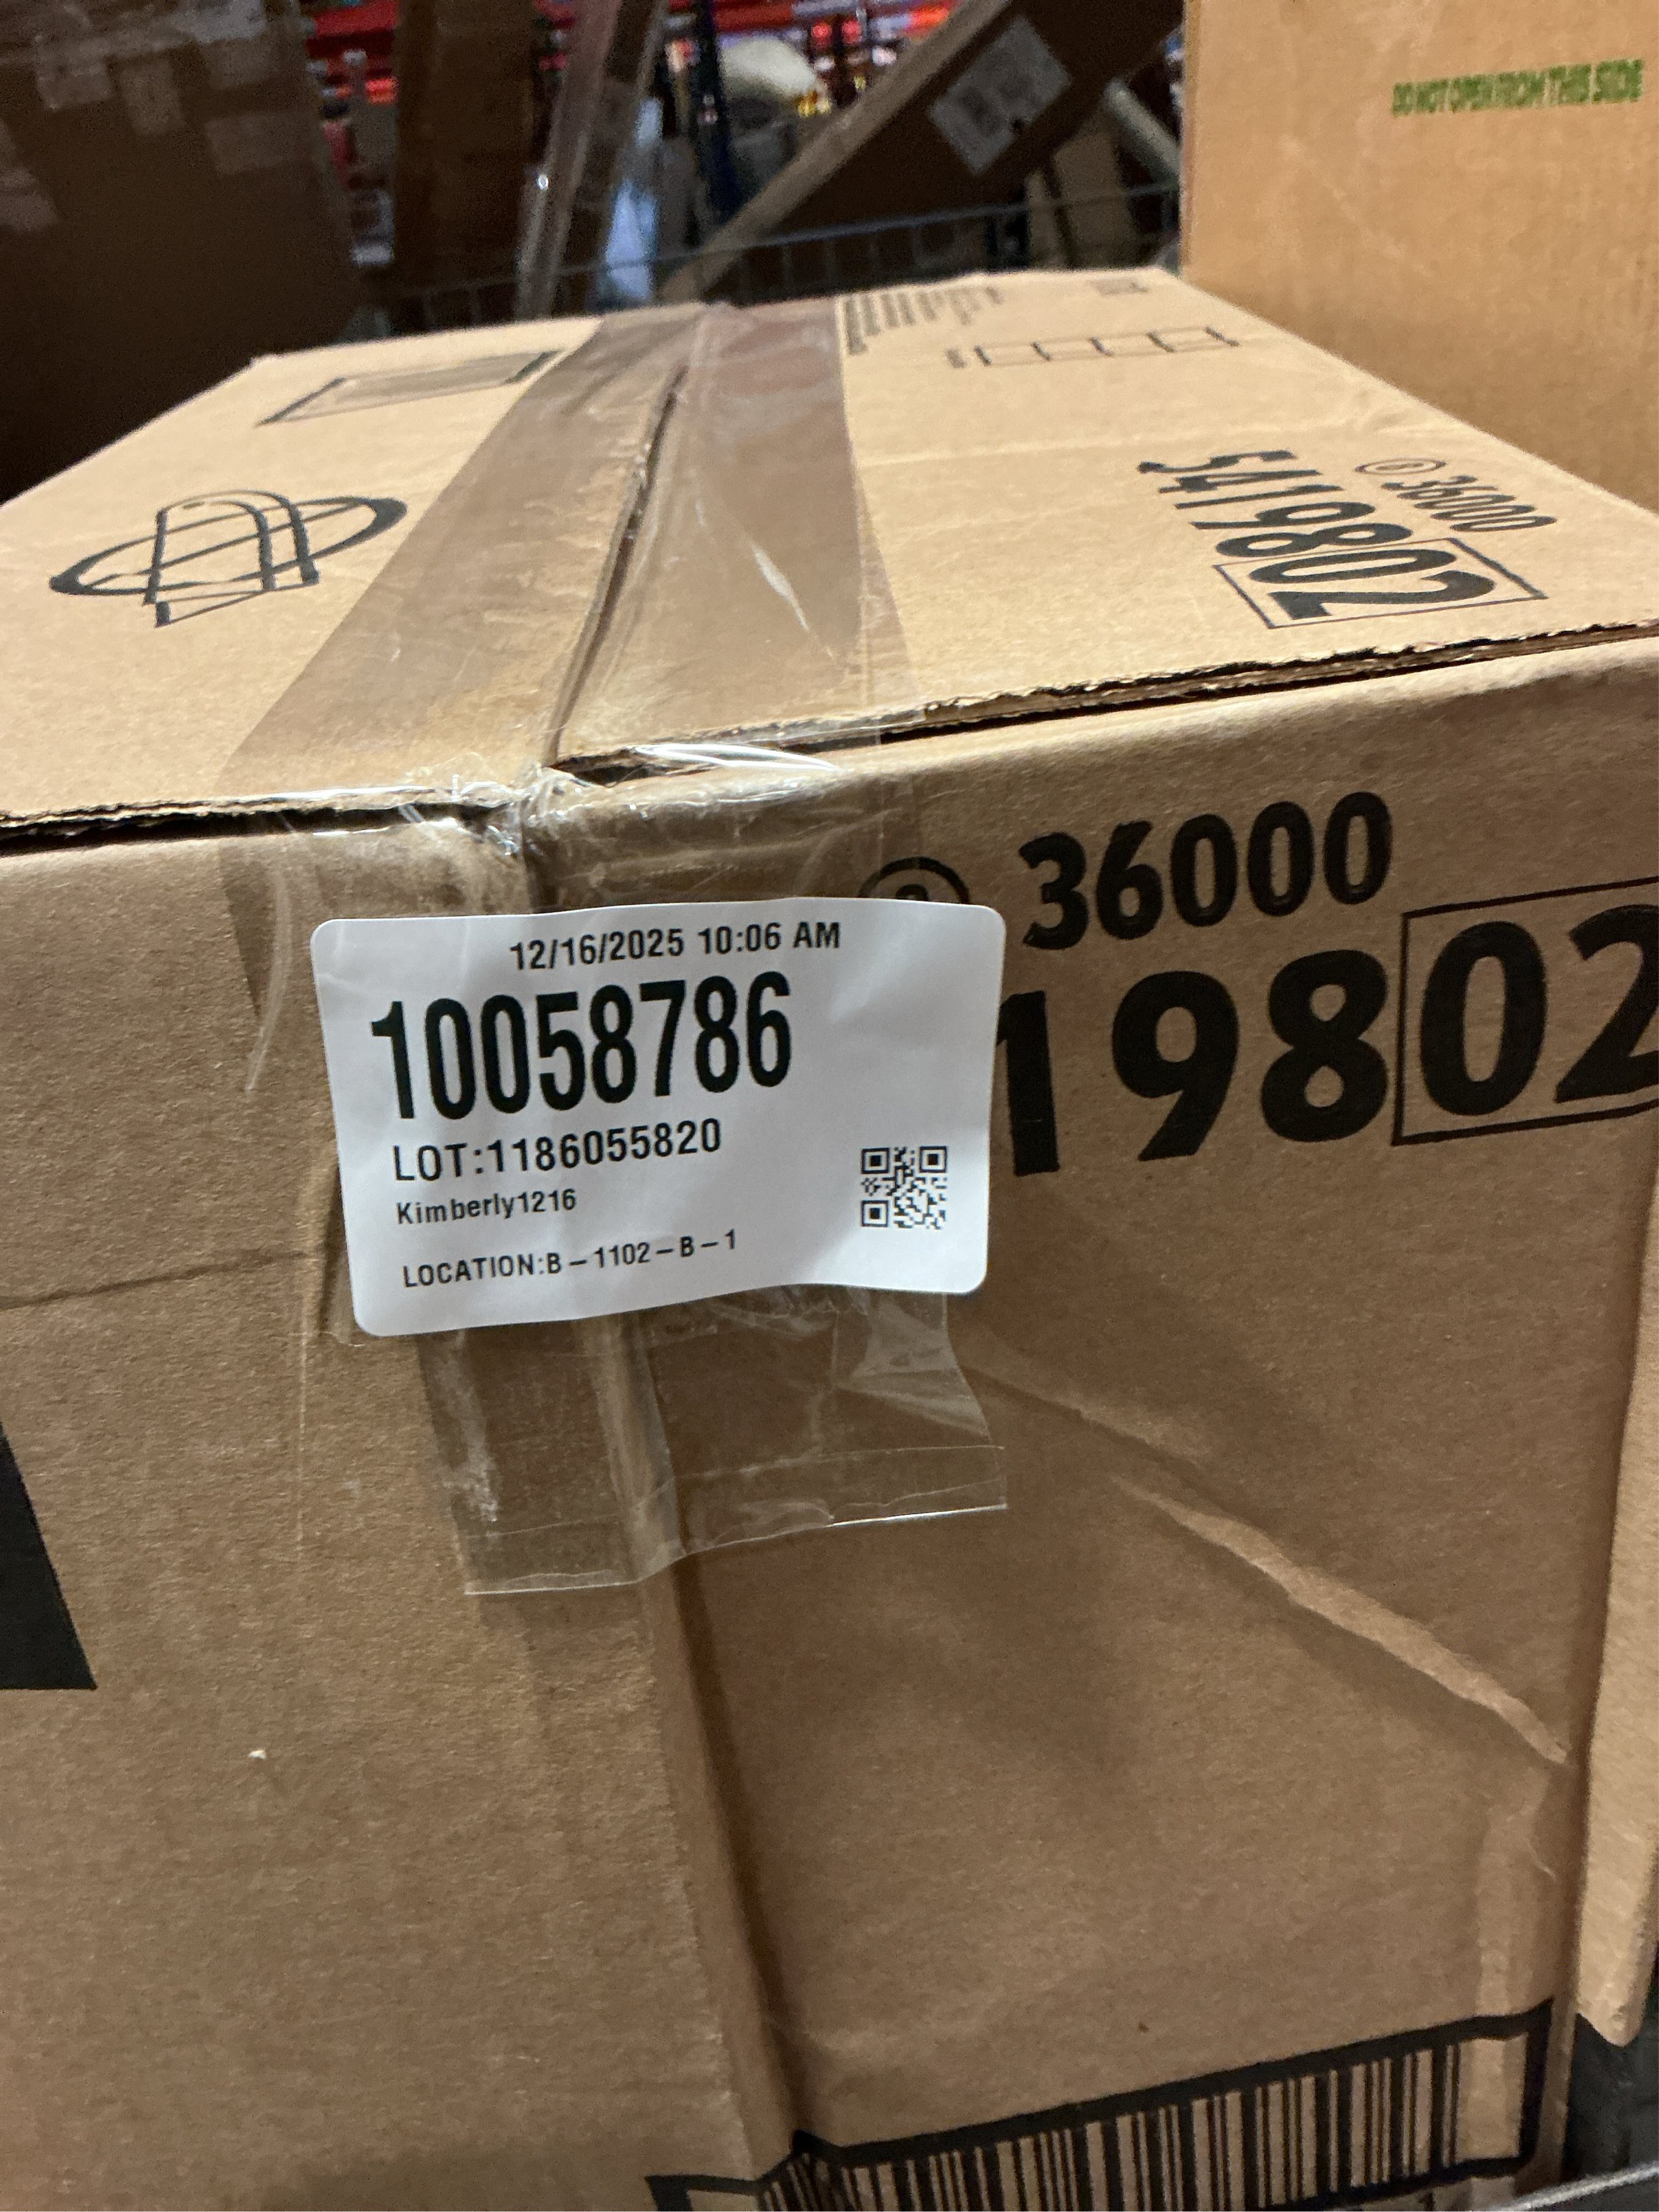 DO NOT OPEN FROM THIS SIDE
® 36000
5419802
36000
19802
12/16/2025 10:06 AM
10058786
LOT:1186055820
Kimberly1216
LOCATION:B-1102-B-1